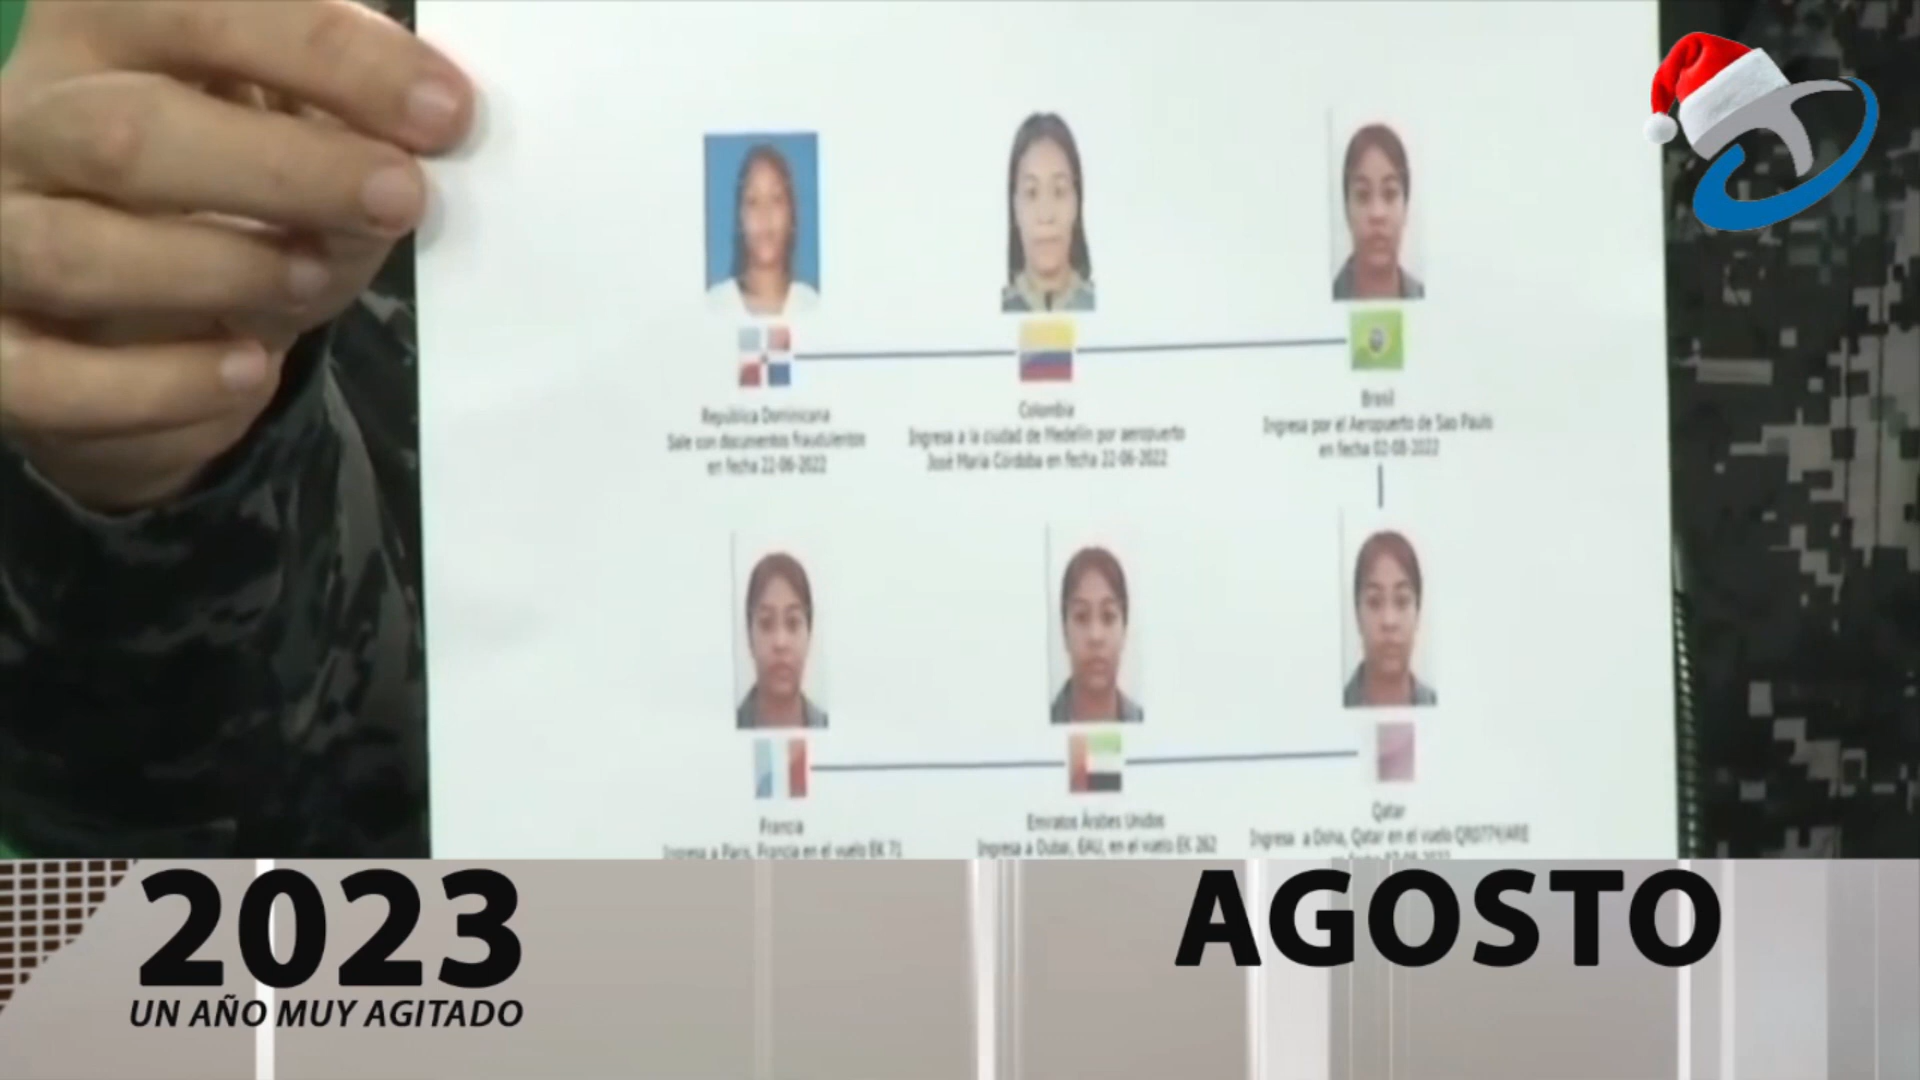 República Dominicana
Sale con documentos fraudulentos
en fecha 22-06-2022
Colombia
Ingresa a la ciudad de Medelín por aeropuerto
José María Córdoba en fecha 22-06-2022
Brasil
Ingresa por el Aeropuerto de Sao Paulo
en fecha 02-08-2022
Francia
Ingresa a Paris, Francia en el vuelo EK 71
Emiratos Árabes Unidos
Ingresa a Dubai, EAU, en el vuelo EK 262
Qatar
Ingresa a Doha, Qatar en el vuelo
2023
UN AÑO MUY AGITADO
AGOSTO